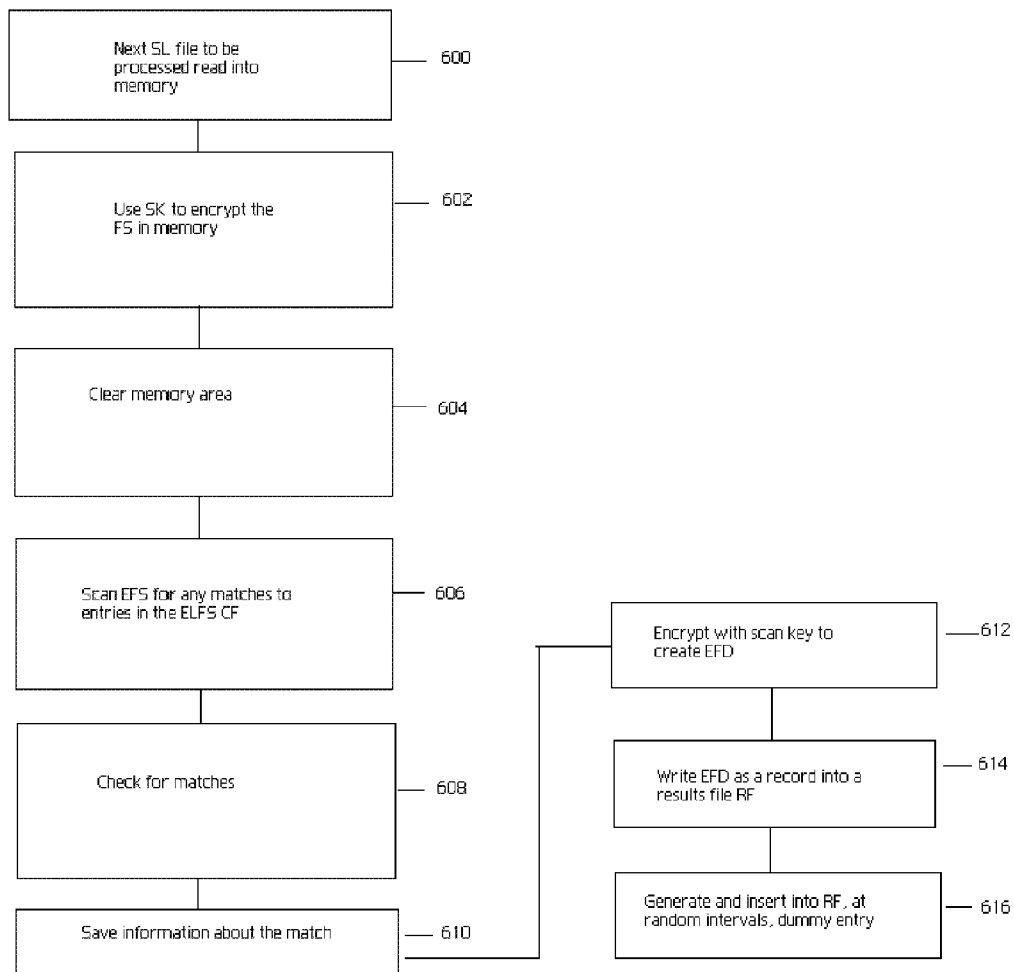 Next SL file to be
processed read into
memory
600
Use SK to encrypt the
FS in memory
602
Clear memory area
604
Scan EFS for any matches to
entries in the ELFS CF
606
Check for matches
608
Save information about the match
610
Encrypt with scan key to
create EFD
612
Write EFD as a record into a
results file RF
614
Generate and insert into RF, at
random intervals, dummy entry
616